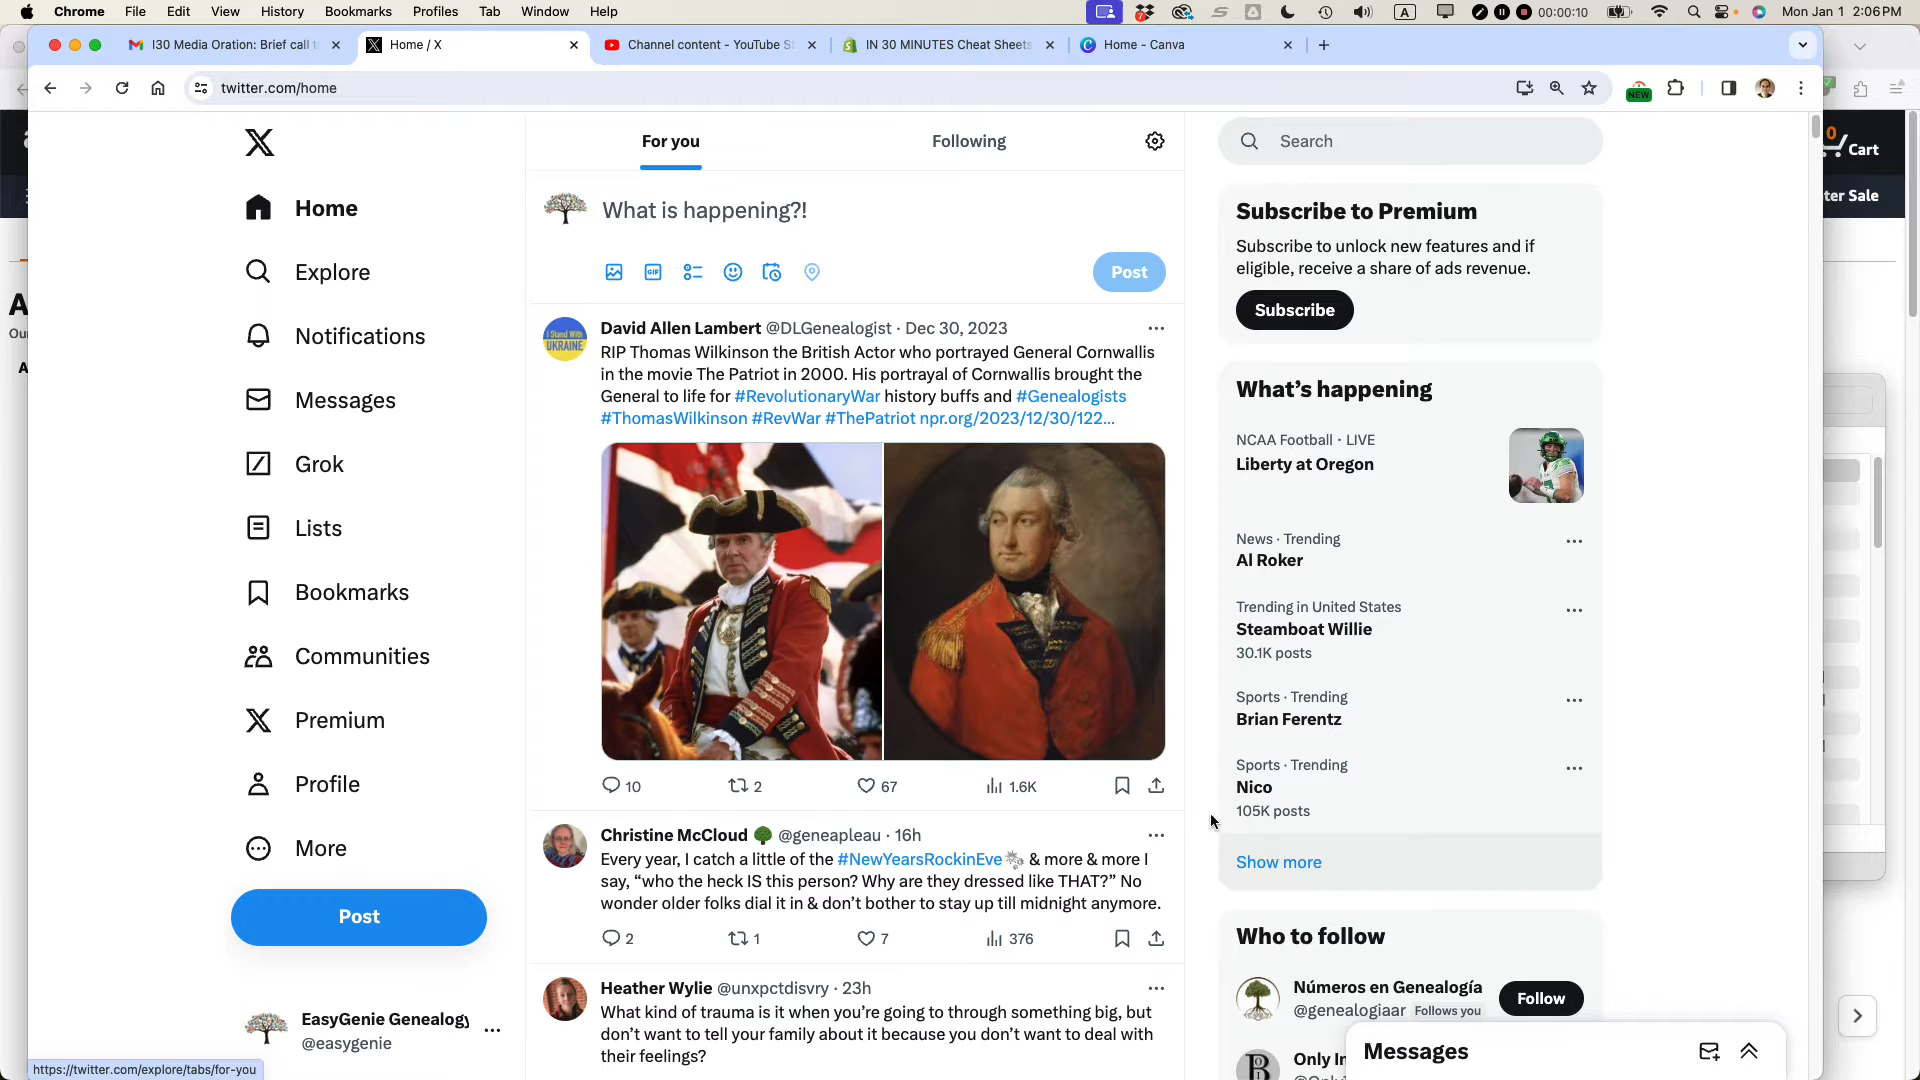 Chrome File Edit View History Bookmarks Profiles Tab Window Help
A 00:00:10 Mon Jan 1 2:06 PM
I30 Media Oration: Brief call
Home / X
Channel content - YouTube S
IN 30 MINUTES Cheat Sheets
Home - Canva
twitter.com/home
NEW
Home
Explore
Notifications
Messages
Grok
Lists
Bookmarks
Communities
Premium
Profile
More
Post
EasyGenie Genealogy
@easygenie
https://twitter.com/explore/tabs/for-you
For you
Following
What is happening?!
GIF
Post
I Stand With
UKRAINE
David Allen Lambert @DLGenealogist · Dec 30, 2023
RIP Thomas Wilkinson the British Actor who portrayed General Cornwallis
in the movie The Patriot in 2000. His portrayal of Cornwallis brought the
General to life for #RevolutionaryWar history buffs and #Genealogists
#ThomasWilkinson #RevWar #ThePatriot npr.org/2023/12/30/122...
10 2 67 1.6K
Christine McCloud @geneapleau · 16h
Every year, I catch a little of the #NewYearsRockinEve & more & more I
say, “who the heck IS this person? Why are they dressed like THAT?” No
wonder older folks dial it in & don’t bother to stay up till midnight anymore.
2 1 7 376
Heather Wylie @unxpctdisvry · 23h
What kind of trauma is it when you’re going to through something big, but
don’t want to tell your family about it because you don’t want to deal with
their feelings?
Search
Subscribe to Premium
Subscribe to unlock new features and if
eligible, receive a share of ads revenue.
Subscribe
What’s happening
NCAA Football · LIVE
Liberty at Oregon
News · Trending
Al Roker
Trending in United States
Steamboat Willie
30.1K posts
Sports · Trending
Brian Ferentz
Sports · Trending
Nico
105K posts
Show more
Who to follow
Números en Genealogía
@genealogiaar Follows you
Follow
Only In
Messages
0
Cart
ter Sale
A
Ou
A